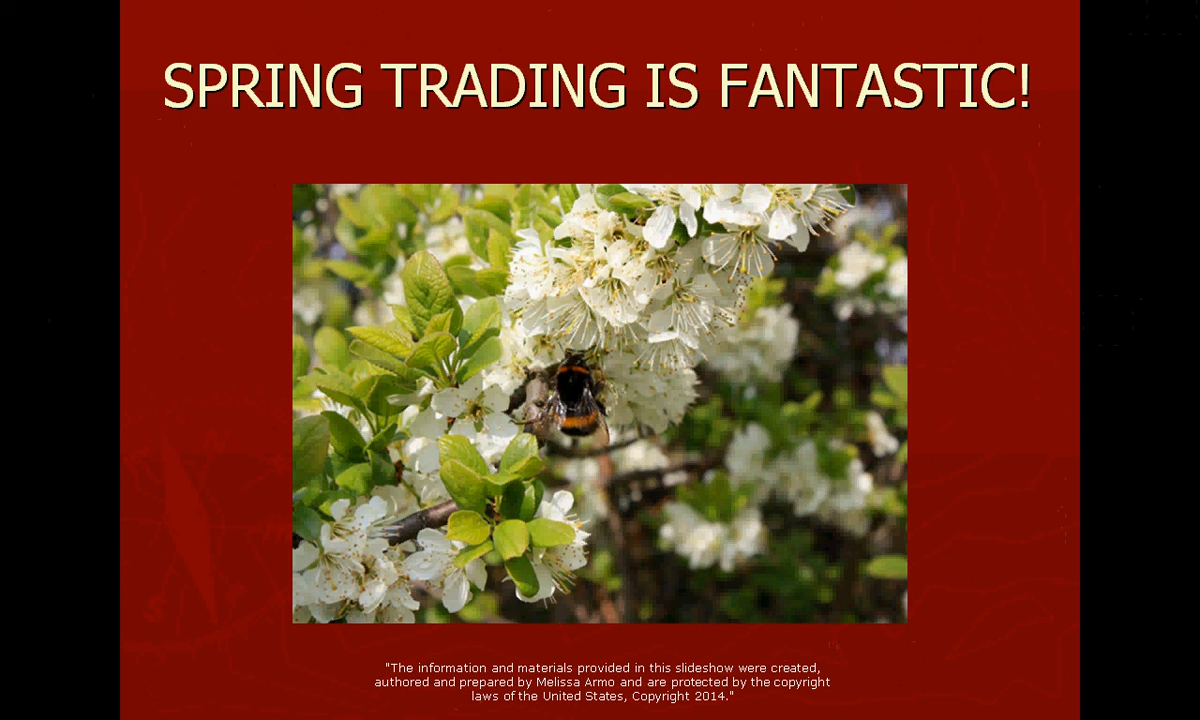 SPRING TRADING IS FANTASTIC!
"The information and materials provided in this slideshow were created,
authored and prepared by Melissa Armo and are protected by the copyright
laws of the United States, Copyright 2014."